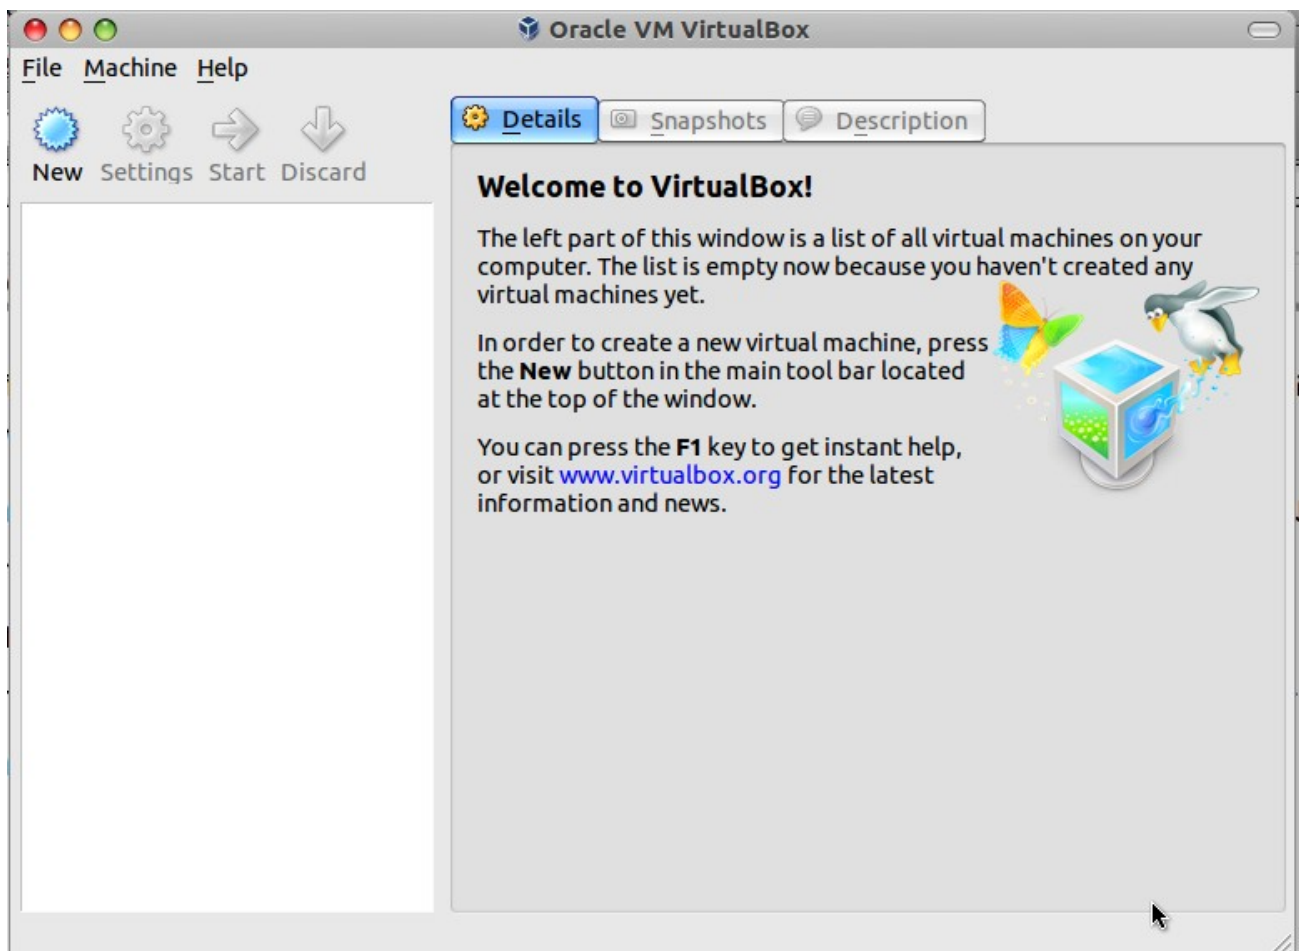 Oracle VM VirtualBox
File Machine Help
New Settings Start Discard
Details Snapshots Description
Welcome to VirtualBox!
The left part of this window is a list of all virtual machines on your
computer. The list is empty now because you haven't created any
virtual machines yet.
In order to create a new virtual machine, press
the New button in the main tool bar located
at the top of the window.
You can press the F1 key to get instant help,
or visit www.virtualbox.org for the latest
information and news.